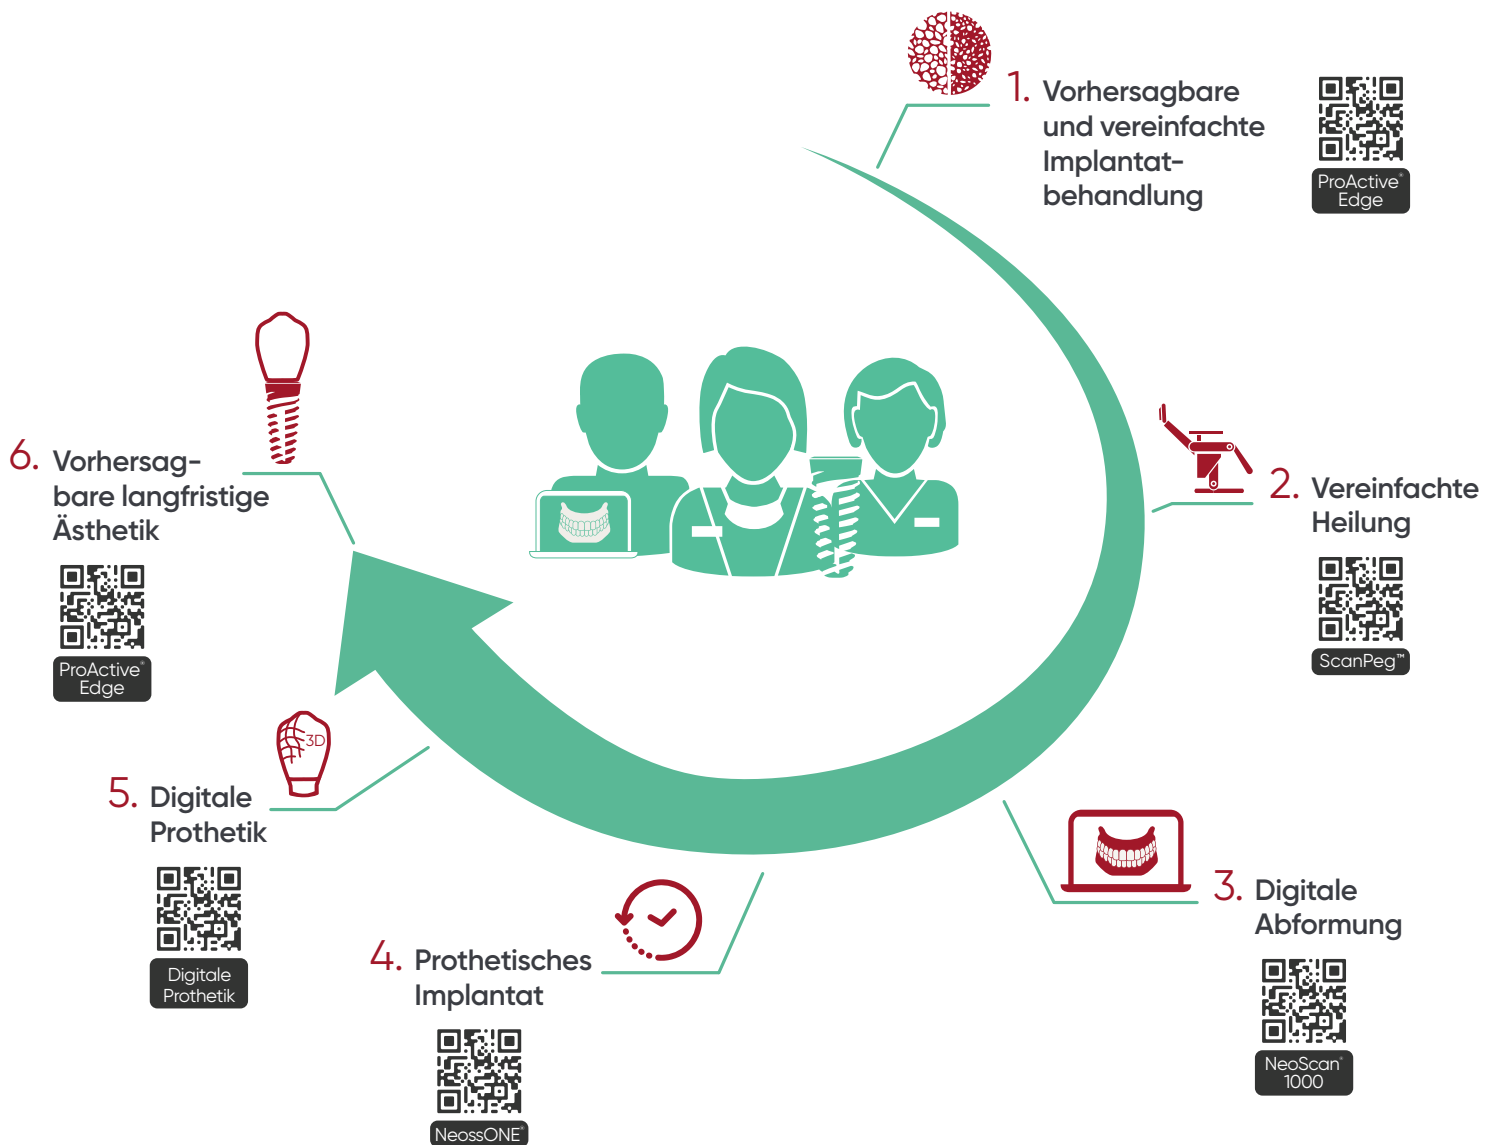 1. Vorhersagbare
und vereinfachte
Implantat-
behandlung
ProActive®
Edge
2. Vereinfachte
Heilung
ScanPeg™
3. Digitale
Abformung
NeoScan®
1000
4. Prothetisches
Implantat
NeossONE®
5. Digitale
Prothetik
3D
Digitale
Prothetik
6. Vorhersag-
bare langfristige
Ästhetik
ProActive®
Edge